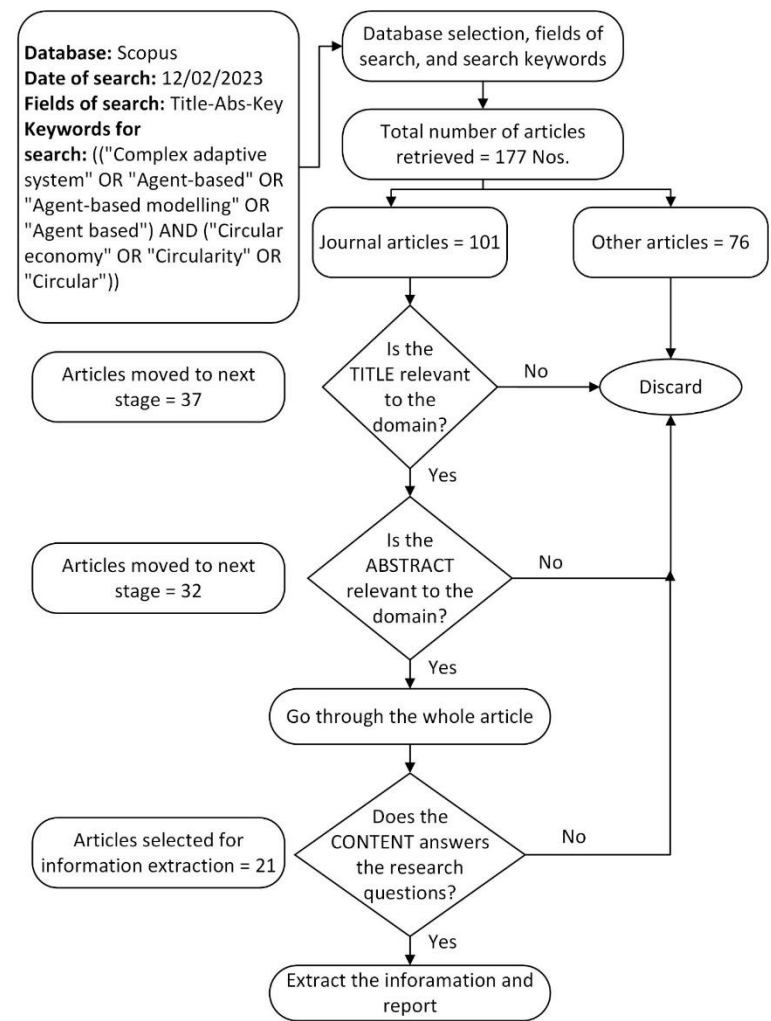 Database: Scopus
Date of search: 12/02/2023
Fields of search: Title-Abs-Key
Keywords for
search: (("Complex adaptive
system" OR "Agent-based" OR
"Agent-based modelling" OR
"Agent based") AND ("Circular
economy" OR "Circularity" OR
"Circular"))
Database selection, fields of
search, and search keywords
Total number of articles
retrieved = 177 Nos.
Journal articles = 101
Other articles = 76
Articles moved to next
stage = 37
Is the
TITLE relevant
to the
domain?
No
Discard
Yes
Articles moved to next
stage = 32
Is the
ABSTRACT
relevant to the
domain?
No
Yes
Go through the whole article
Articles selected for
information extraction = 21
Does the
CONTENT answers
the research
questions?
No
Yes
Extract the inforamation and
report